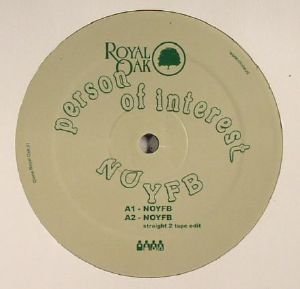 ROYAL
OAK
person
of interest
NOYFB
A1 - NOYFB
A2 - NOYFB
straight 2 tape edit